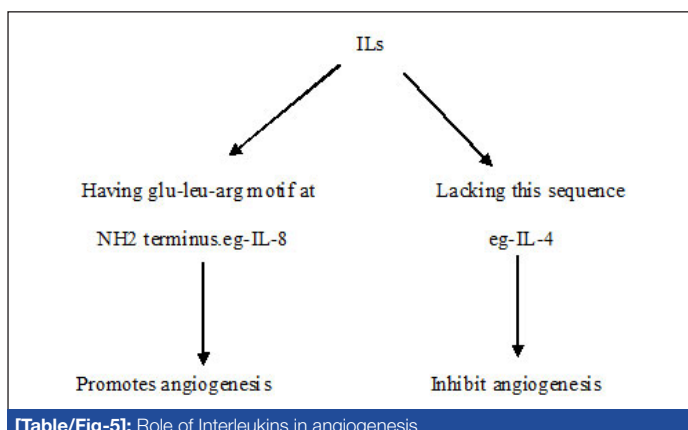 ILs
Having glu-leu-arg motif at
NH2 terminus.eg-IL-8
Lacking this sequence
eg-IL-4
Promotes angiogenesis
Inhibit angiogenesis
[Table/Fig-5]: Role of Interleukins in angiogenesis